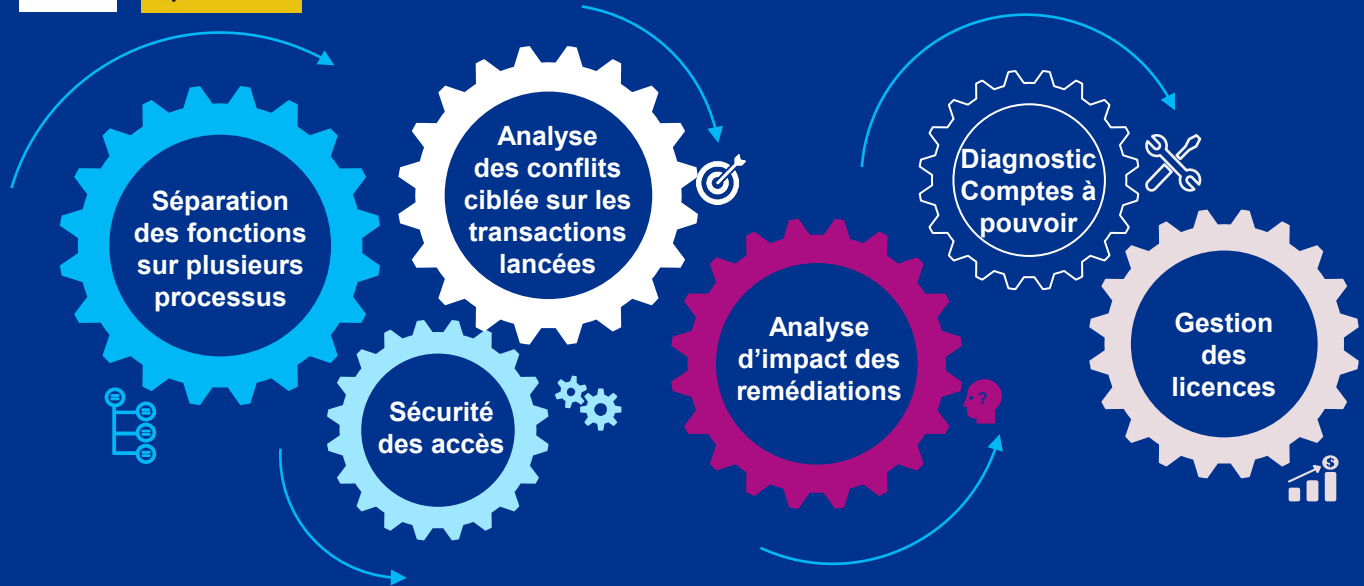 Séparation
des fonctions
sur plusieurs
processus
Analyse
des conflits
ciblée sur les
transactions
lancées
Sécurité
des accès
Analyse
d’impact des
remédiations
?
Diagnostic
Comptes à
pouvoir
Gestion
des
licences
$